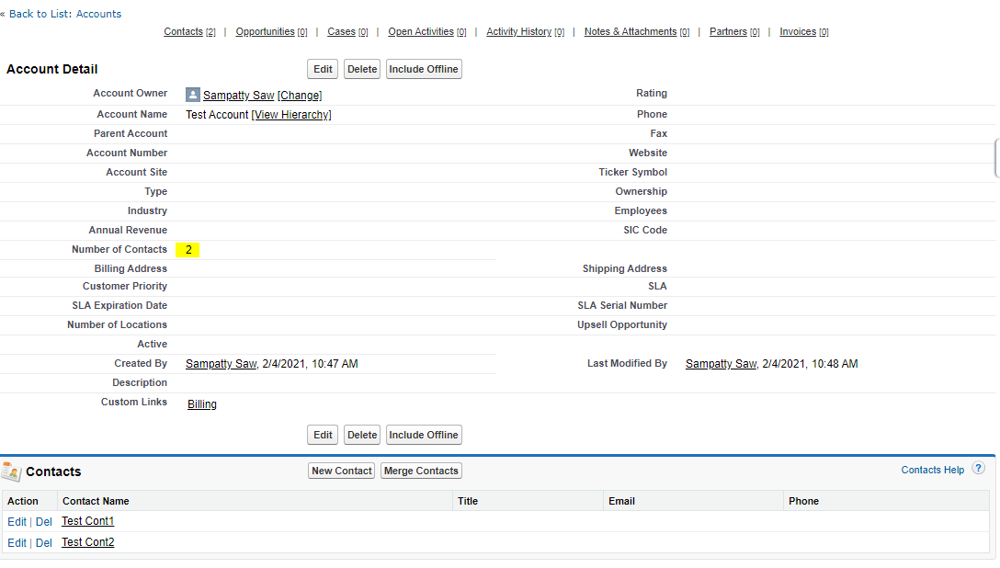 « Back to List: Accounts
Contacts [2] | Opportunities [0] | Cases [0] | Open Activities [0] | Activity History [0] | Notes & Attachments [0] | Partners [0] | Invoices [0]
Account Detail Edit Delete Include Offline
Account Owner Sampatty Saw [Change] Rating
Account Name Test Account [View Hierarchy] Phone
Parent Account Fax
Account Number Website
Account Site Ticker Symbol
Type Ownership
Industry Employees
Annual Revenue SIC Code
Number of Contacts 2
Billing Address Shipping Address
Customer Priority SLA
SLA Expiration Date SLA Serial Number
Number of Locations Upsell Opportunity
Active
Created By Sampatty Saw, 2/4/2021, 10:47 AM Last Modified By Sampatty Saw, 2/4/2021, 10:48 AM
Description
Custom Links Billing
Edit Delete Include Offline
Contacts New Contact Merge Contacts Contacts Help ?
Action Contact Name Title Email Phone
Edit | Del Test Cont1
Edit | Del Test Cont2